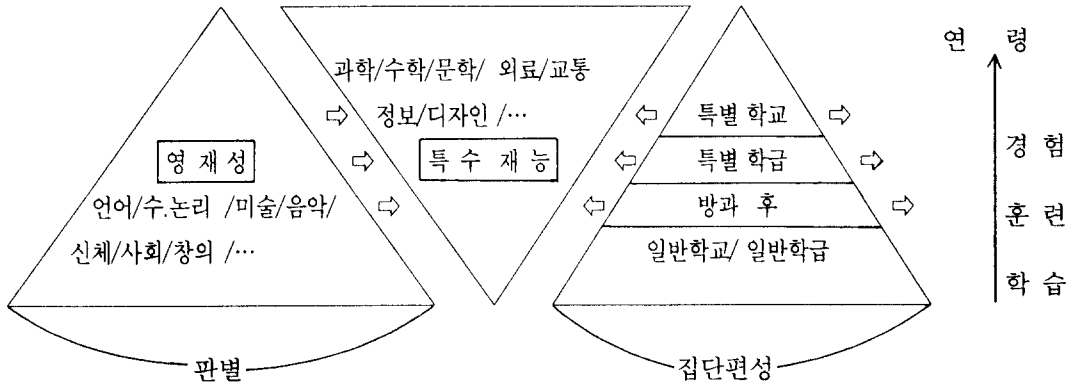 과학/수학/문학/ 외료/교통
정보/디자인 /…
특 수 재 능
영 재 성
언어/수.논리 /미술/음악/
신체/사회/창의 /…
판별
특별 학교
특별 학급
방과 후
일반학교/ 일반학급
집단편성
연 령
경 험
훈 련
학 습